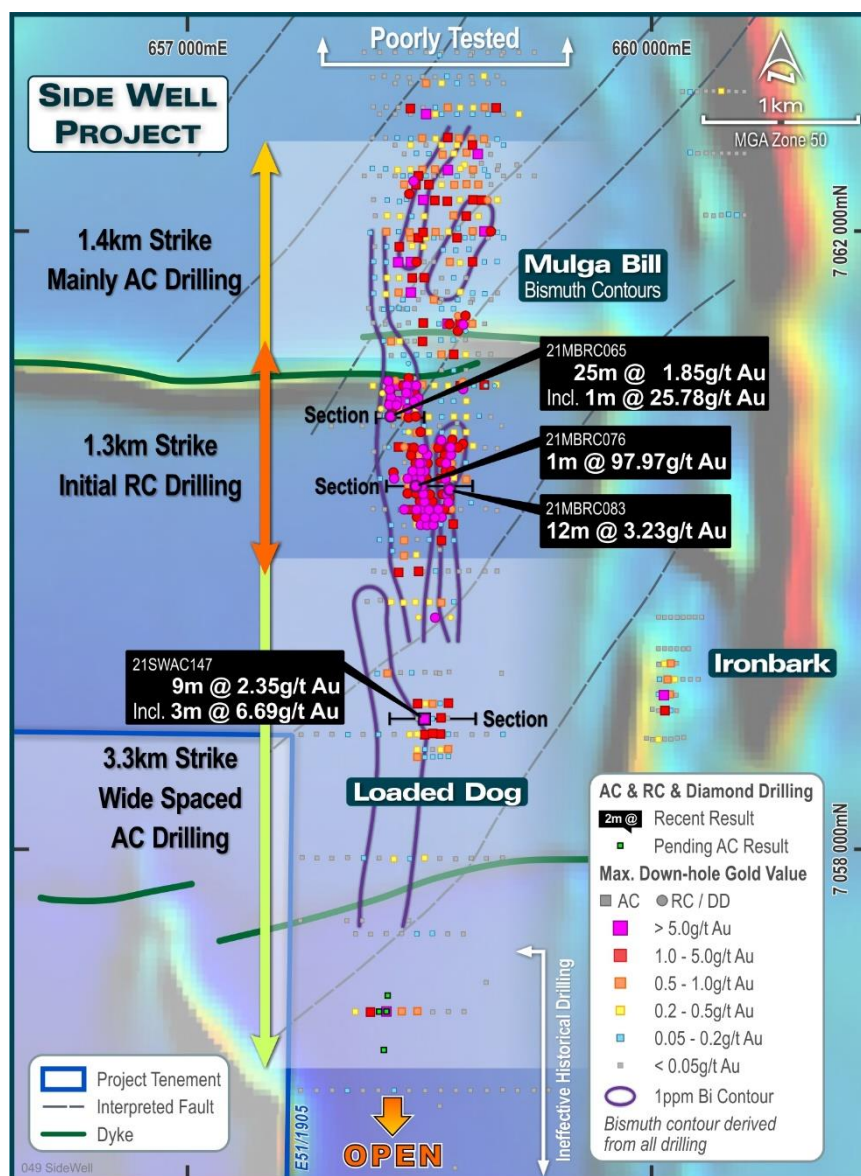 657 000mE
Poorly Tested
660 000mE
SIDE WELL
PROJECT
N
1km
MGA Zone 50
7 062 000mN
1.4km Strike
Mainly AC Drilling
Mulga Bill
Bismuth Contours
21MBRC065
25m @ 1.85g/t Au
Incl. 1m @ 25.78g/t Au
Section
1.3km Strike
Initial RC Drilling
21MBRC076
1m @ 97.97g/t Au
Section
21MBRC083
12m @ 3.23g/t Au
21SWAC147
9m @ 2.35g/t Au
Incl. 3m @ 6.69g/t Au
Ironbark
Section
3.3km Strike
Wide Spaced
AC Drilling
Loaded Dog
7 058 000mN
AC & RC & Diamond Drilling
2m @ Recent Result
Pending AC Result
Max. Down-hole Gold Value
AC RC / DD
> 5.0g/t Au
1.0 - 5.0g/t Au
0.5 - 1.0g/t Au
0.2 - 0.5g/t Au
0.05 - 0.2g/t Au
< 0.05g/t Au
1ppm Bi Contour
Bismuth contour derived
from all drilling
Ineffective Historical Drilling
Project Tenement
Interpreted Fault
Dyke
E51/1905
OPEN
049 SideWell